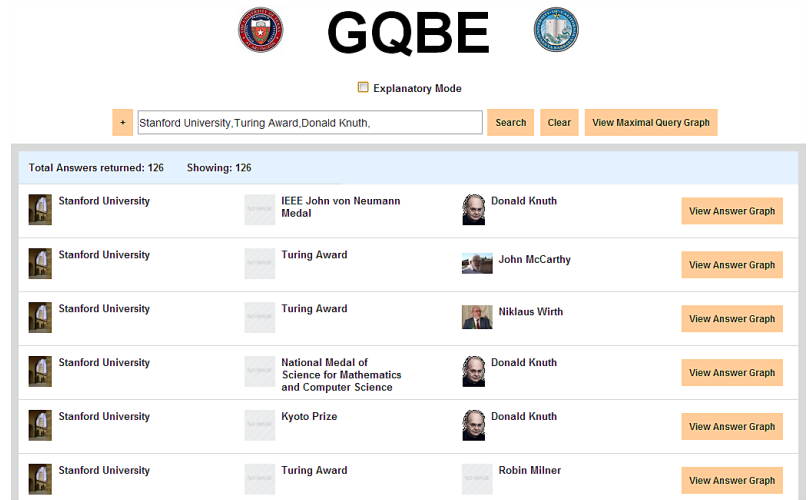 GQBE
Explanatory Mode
+ Stanford University,Turing Award,Donald Knuth, Search Clear View Maximal Query Graph
Total Answers returned: 126 Showing: 126
Stanford University IEEE John von Neumann Donald Knuth
Medal
View Answer Graph
Stanford University Turing Award John McCarthy
View Answer Graph
Stanford University Turing Award Niklaus Wirth
View Answer Graph
Stanford University National Medal of Donald Knuth
Science for Mathematics
and Computer Science
View Answer Graph
Stanford University Kyoto Prize Donald Knuth
View Answer Graph
Stanford University Turing Award Robin Milner
View Answer Graph